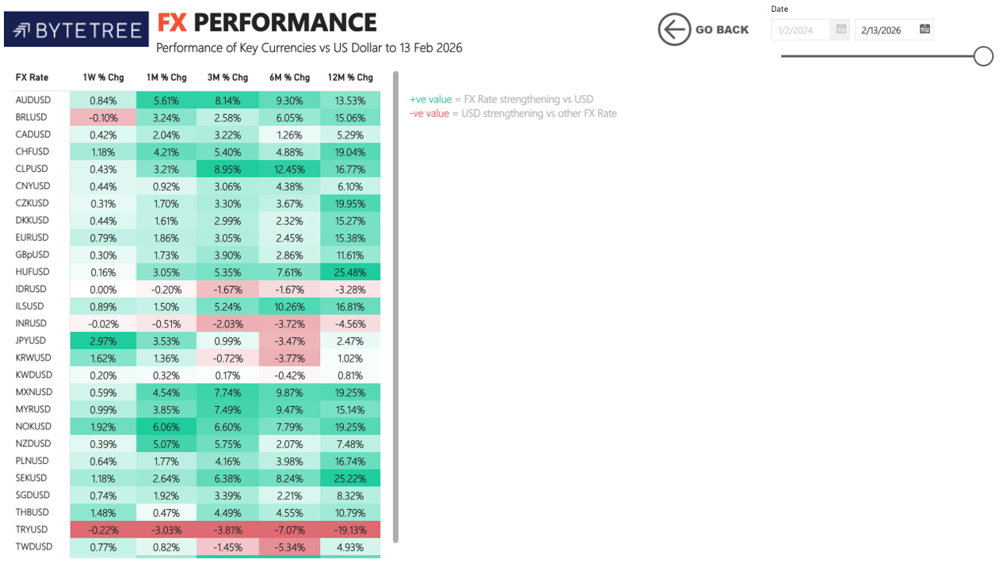 BYTETREE
FX PERFORMANCE
Performance of Key Currencies vs US Dollar to 13 Feb 2026
GO BACK
Date
1/2/2024 2/13/2026
FX Rate 1W % Chg 1M % Chg 3M % Chg 6M % Chg 12M % Chg
AUDUSD 0.84% 5.61% 8.14% 9.30% 13.53%
BRLUSD -0.10% 3.24% 2.58% 6.05% 15.06%
CADUSD 0.42% 2.04% 3.22% 1.26% 5.29%
CHFUSD 1.18% 4.21% 5.40% 4.88% 19.04%
CLPUSD 0.43% 3.21% 8.95% 12.45% 16.77%
CNYUSD 0.44% 0.92% 3.06% 4.38% 6.10%
CZKUSD 0.31% 1.70% 3.30% 3.67% 19.95%
DKKUSD 0.44% 1.61% 2.99% 2.32% 15.27%
EURUSD 0.79% 1.86% 3.05% 2.45% 15.38%
GBpUSD 0.30% 1.73% 3.90% 2.86% 11.61%
HUFUSD 0.16% 3.05% 5.35% 7.61% 25.48%
IDRUSD 0.00% -0.20% -1.67% -1.67% -3.28%
ILSUSD 0.89% 1.50% 5.24% 10.26% 16.81%
INRUSD -0.02% -0.51% -2.03% -3.72% -4.56%
JPYUSD 2.97% 3.53% 0.99% -3.47% 2.47%
KRWUSD 1.62% 1.36% -0.72% -3.77% 1.02%
KWDUSD 0.20% 0.32% 0.17% -0.42% 0.81%
MXNUSD 0.59% 4.54% 7.74% 9.87% 19.25%
MYRUSD 0.99% 3.85% 7.49% 9.47% 15.14%
NOKUSD 1.92% 6.06% 6.60% 7.79% 19.25%
NZDUSD 0.39% 5.07% 5.75% 2.07% 7.48%
PLNUSD 0.64% 1.77% 4.16% 3.98% 16.74%
SEKUSD 1.18% 2.64% 6.38% 8.24% 25.22%
SGDUSD 0.74% 1.92% 3.39% 2.21% 8.32%
THBUSD 1.48% 0.47% 4.49% 4.55% 10.79%
TRYUSD -0.22% -3.03% -3.81% -7.07% -19.13%
TWDUSD 0.77% 0.82% -1.45% -5.34% 4.93%
+ve value = FX Rate strengthening vs USD
-ve value = USD strengthening vs other FX Rate